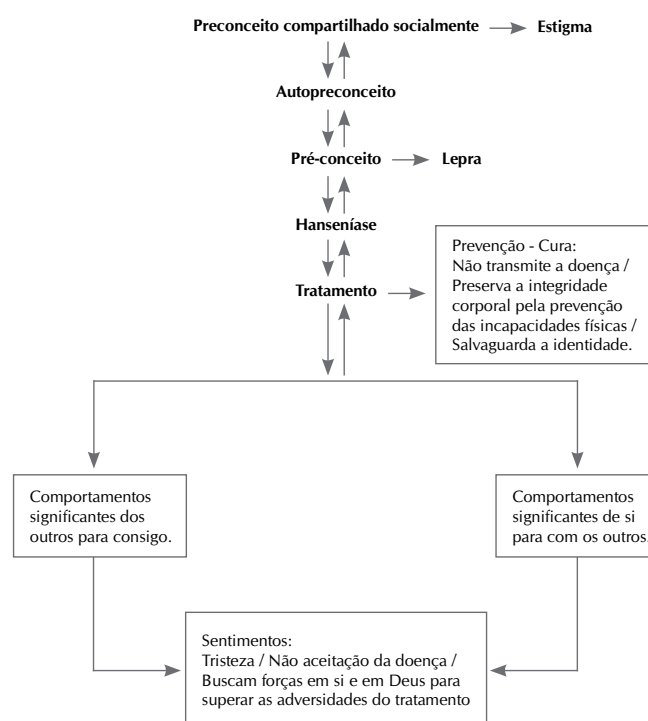 Preconceito compartilhado socialmente
Estigma
Autopreconceito
Pré-conceito
Lepra
Hanseníase
Tratamento
Prevenção - Cura:
Não transmite a doença /
Preserva a integridade
corporal pela prevenção
das incapacidades físicas /
Salvaguarda a identidade.
Comportamentos
significantes dos
outros para consigo.
Comportamentos
significantes de si
para com os outros.
Sentimentos:
Tristeza / Não aceitação da doença /
Buscam forças em si e em Deus para
superar as adversidades do tratamento